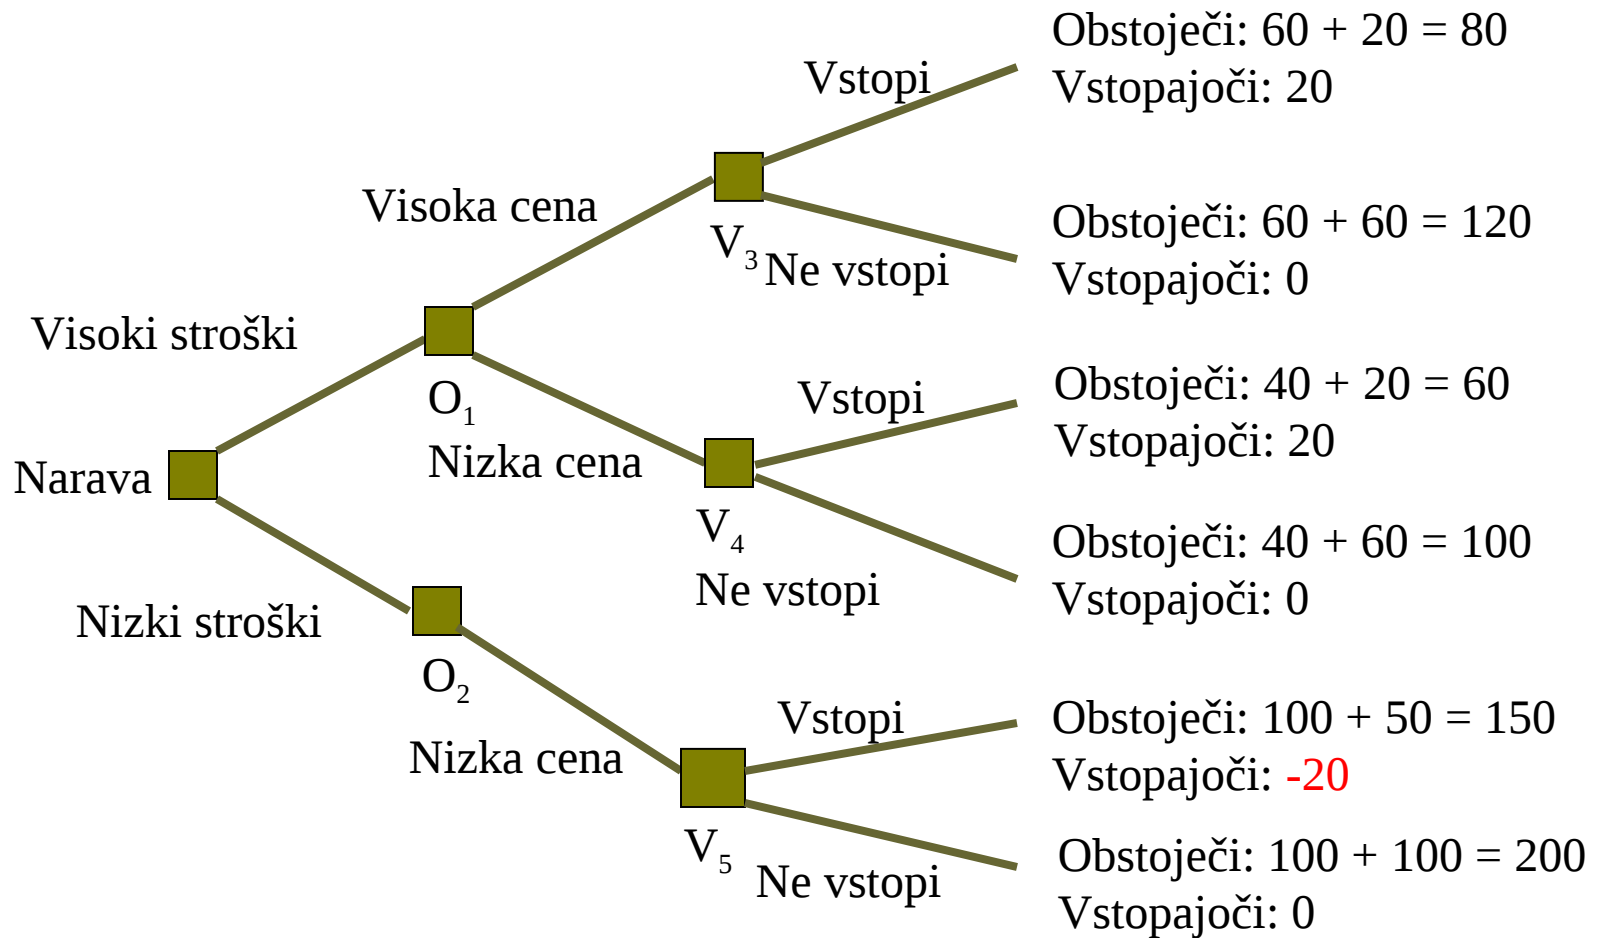 Obstoječi: 60 + 20 = 80
Vstopi
Vstopajoči: 20
Visoka cena
Obstoječi: 60 + 60 = 120
V3
Ne vstopi
Vstopajoči: 0
Visoki stroški
O1
Vstopi
Obstoječi: 40 + 20 = 60
Vstopajoči: 20
Nizka cena
Narava
V4
Obstoječi: 40 + 60 = 100
Ne vstopi
Vstopajoči: 0
Nizki stroški
O2
Vstopi
Obstoječi: 100 + 50 = 150
Nizka cena
Vstopajoči: -20
V5
Ne vstopi
Obstoječi: 100 + 100 = 200
Vstopajoči: 0